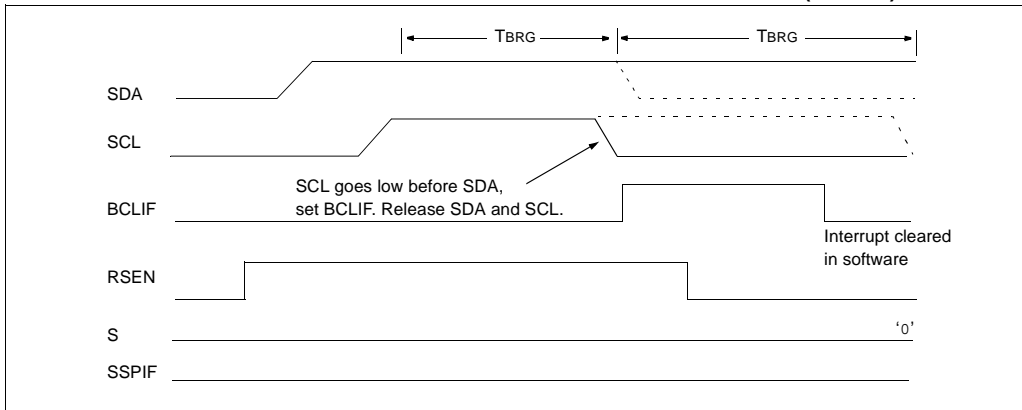 TBRG TBRG
SDA
SCL
SCL goes low before SDA,
set BCLIF. Release SDA and SCL.
BCLIF
Interrupt cleared
in software
RSEN
S ‘0’
SSPIF